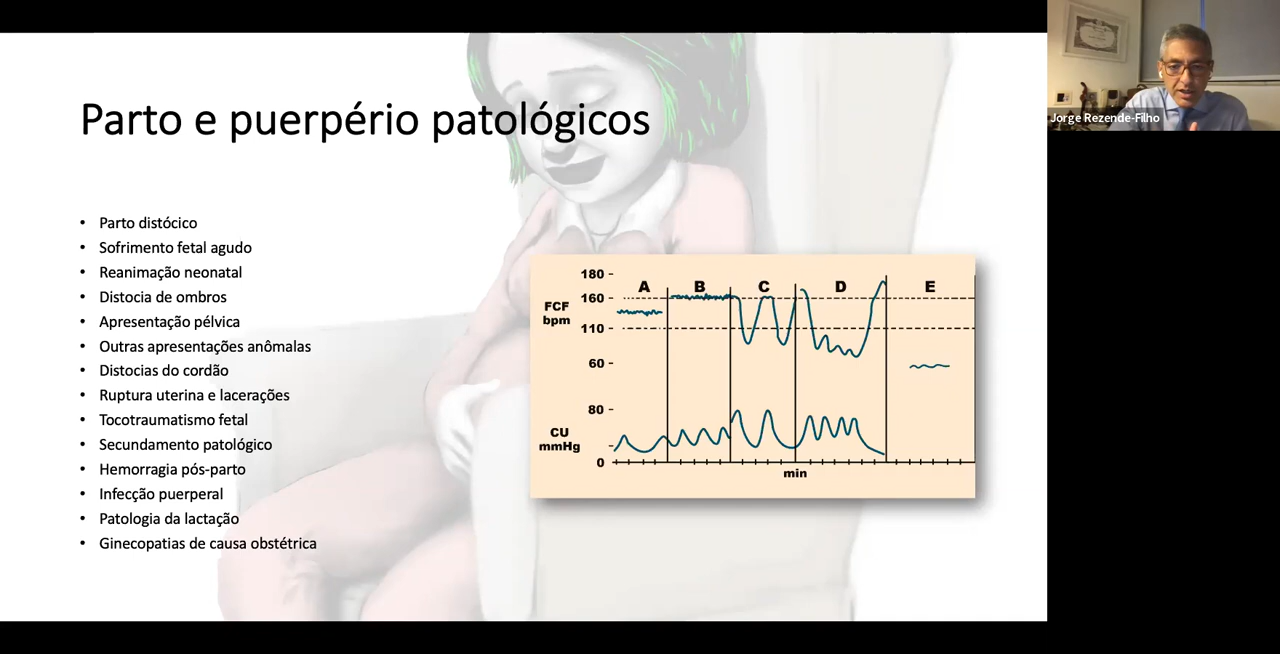 Parto e puerpério patológicos
• Parto distócico
• Sofrimento fetal agudo
• Reanimação neonatal
• Distocia de ombros
• Apresentação pélvica
• Outras apresentações anômalas
• Distocias do cordão
• Ruptura uterina e lacerações
• Tocotraumatismo fetal
• Secundamento patológico
• Hemorragia pós-parto
• Infecção puerperal
• Patologia da lactação
• Ginecopatias de causa obstétrica
A B C D E
FCF
bpm
180
160
110
60
CU
mmHg
80
0
min
Jorge Rezende-Filho